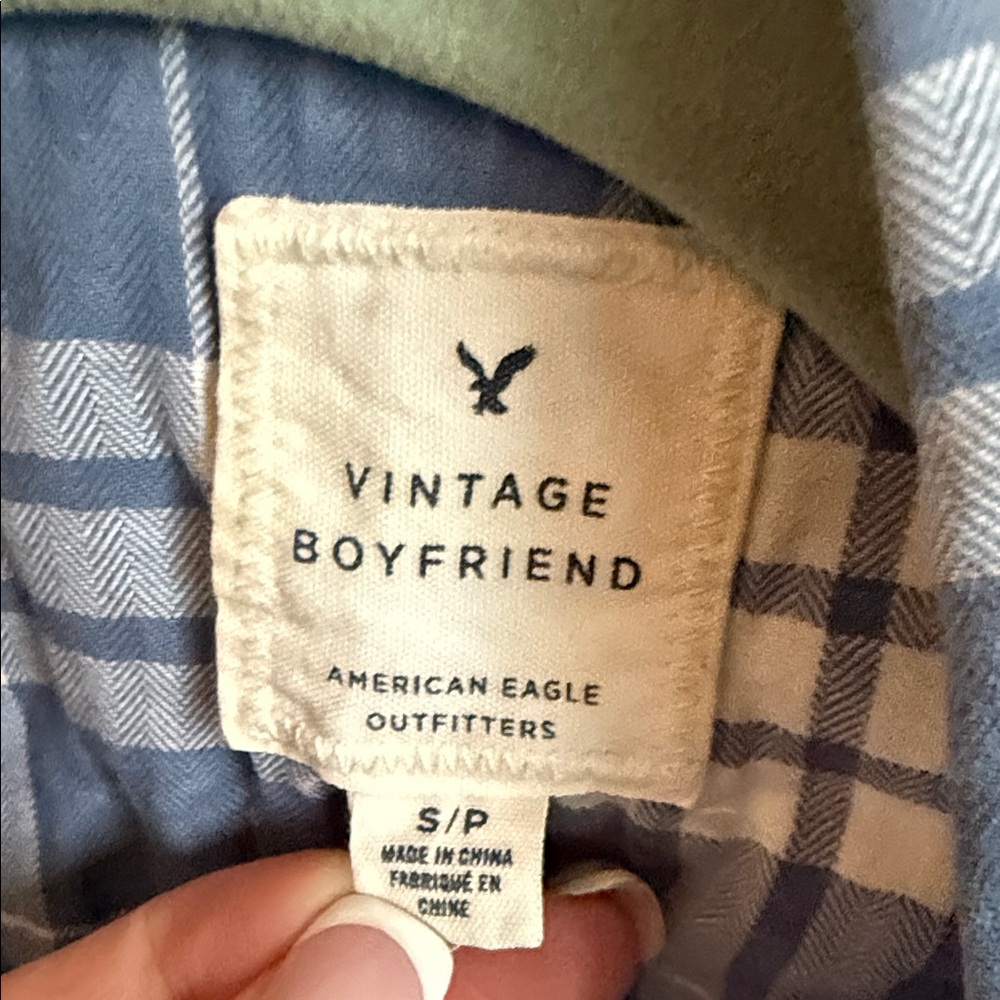 VINTAGE
BOYFRIEND
AMERICAN EAGLE
OUTFITTERS
S/P
MADE IN CHINA
FABRIQUÉ EN
CHINE